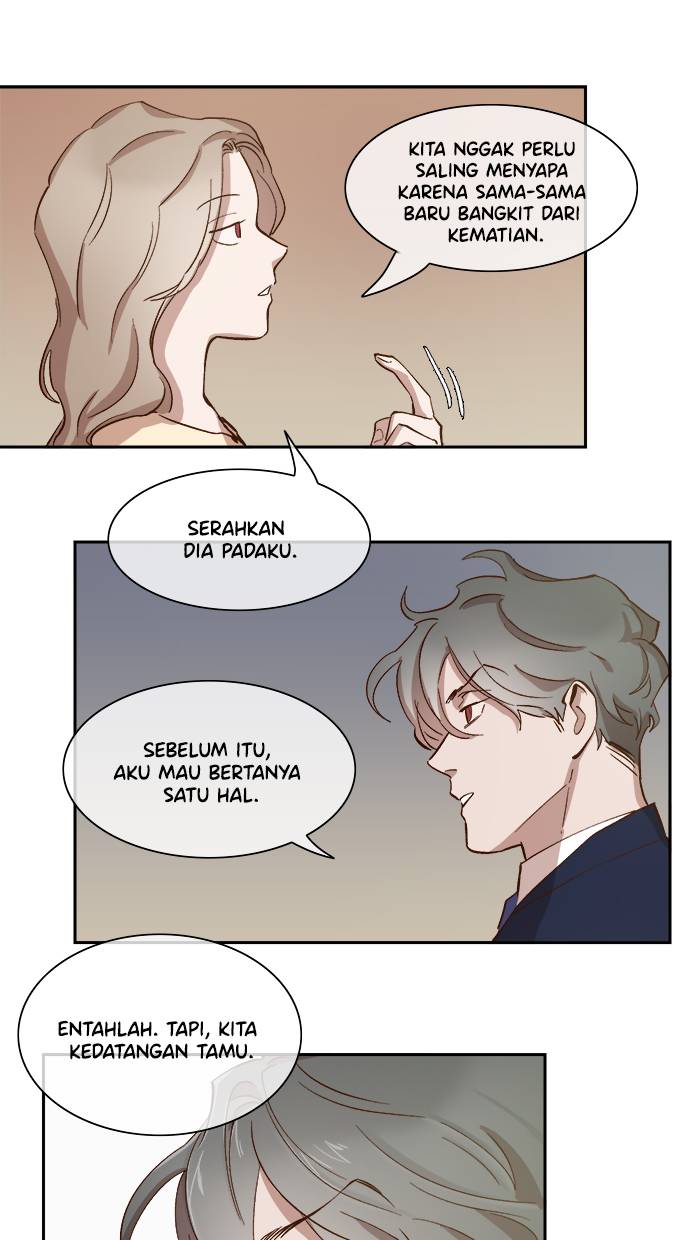 KITA NGGAK PERLU
SALING MENYAPA
KARENA SAMA-SAMA
BARU BANGKIT DARI
KEMATIAN.
SERAHKAN
DIA PADAKU.
SEBELUM ITU,
AKU MAU BERTANYA
SATU HAL.
ENTAHLAH. TAPI, KITA
KEDATANGAN TAMU.